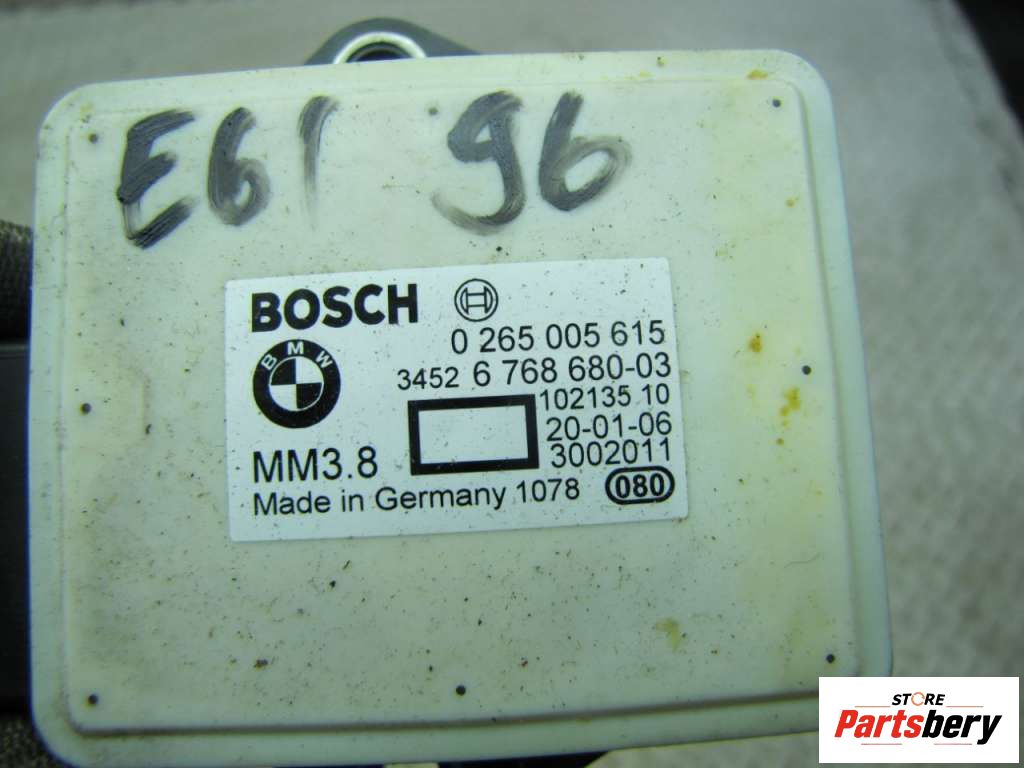 E61 96
BOSCH
0 265 005 615
BMW
3452 6 768 680-03
102135 10
20-01-06
MM3.8
3002011
Made in Germany 1078 080
STORE
Partsbery